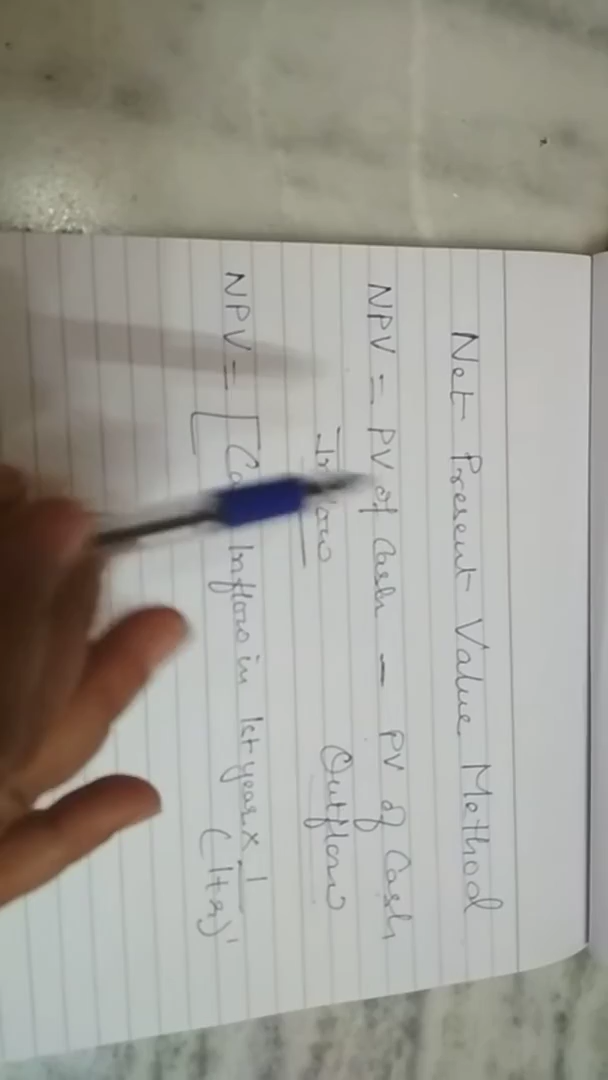 Net Present Value Method
NPV = PV of Cash - PV of Cash
Outflow
NPV = [ Inflow in 1st year × 1
(1+r)¹